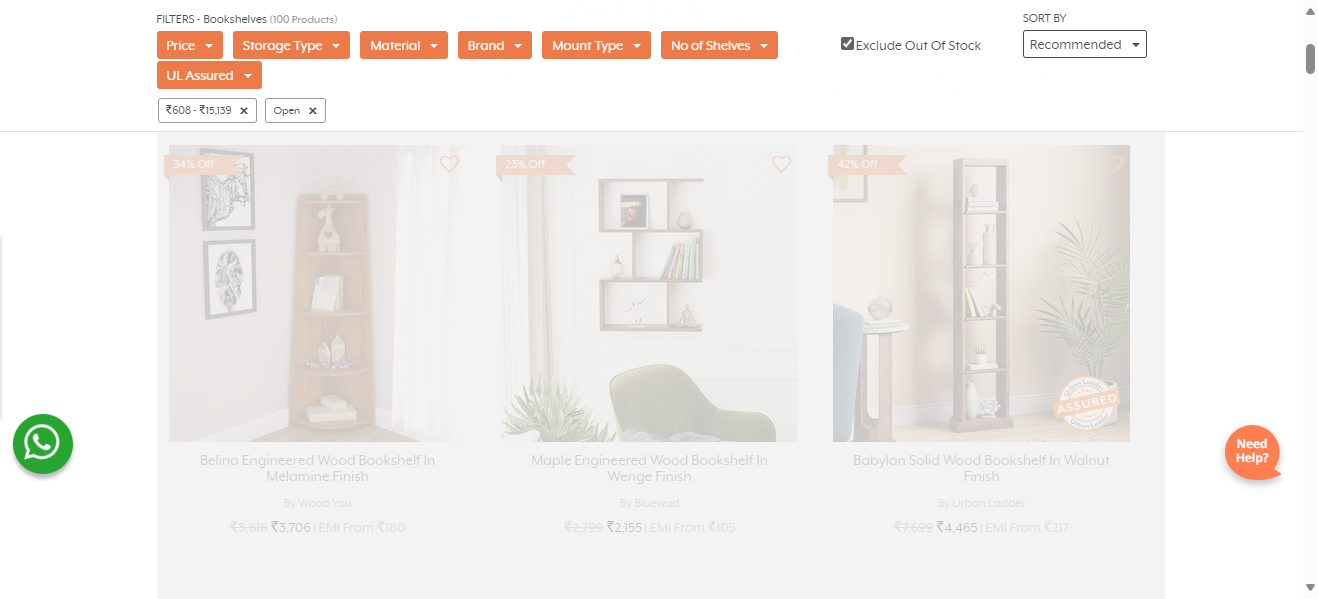 FILTERS - Bookshelves (100 Products)
SORT BY
Price
Storage Type
Material
Brand
Mount Type
No of Shelves
Exclude Out Of Stock
Recommended
UL Assured
₹608 - ₹15,139 ×
Open ×
34% Off
23% Off
42% Off
Urban Ladder
ASSURED
Urban Ladder
Belino Engineered Wood Bookshelf In
Melamine Finish
By Wood You
₹5,616 ₹3,706 | EMI From ₹180
Maple Engineered Wood Bookshelf In
Wenge Finish
By Bluewud
₹2,799 ₹2,155 | EMI From ₹105
Babylon Solid Wood Bookshelf In Walnut
Finish
By Urban Ladder
₹7,699 ₹4,465 | EMI From ₹217
Need
Help?